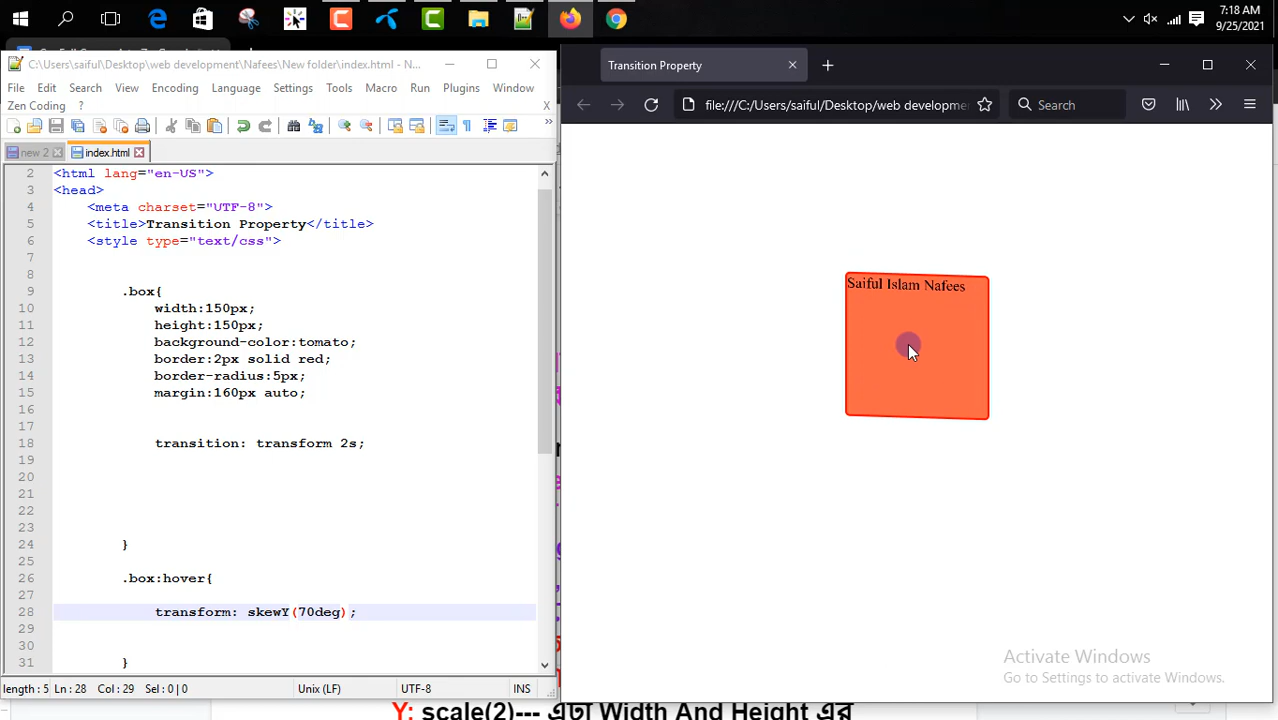 7:18 AM
9/25/2021
C:\Users\saiful\Desktop\web development\Nafees\New folder\index.html - N...
File Edit Search View Encoding Language Settings Tools Macro Run Plugins Window
Zen Coding ? X
new 2 index.html
2 <html lang="en-US">
3 <head>
4 <meta charset="UTF-8">
5 <title>Transition Property</title>
6 <style type="text/css">
7
8
9 .box{
10 width:150px;
11 height:150px;
12 background-color:tomato;
13 border:2px solid red;
14 border-radius:5px;
15 margin:160px auto;
16
17
18 transition: transform 2s;
19
20
21
22
23
24 }
25
26 .box:hover{
27
28 transform: skewY(70deg);
29
30
31 }
length : 5 Ln : 28 Col : 29 Sel : 0 | 0 Unix (LF) UTF-8 INS
Transition Property
file:///C:/Users/saiful/Desktop/web developme
Search
Saiful Islam Nafees
Activate Windows
Go to Settings to activate Windows.
Y: scale(2)--- এটা Width And Height এর